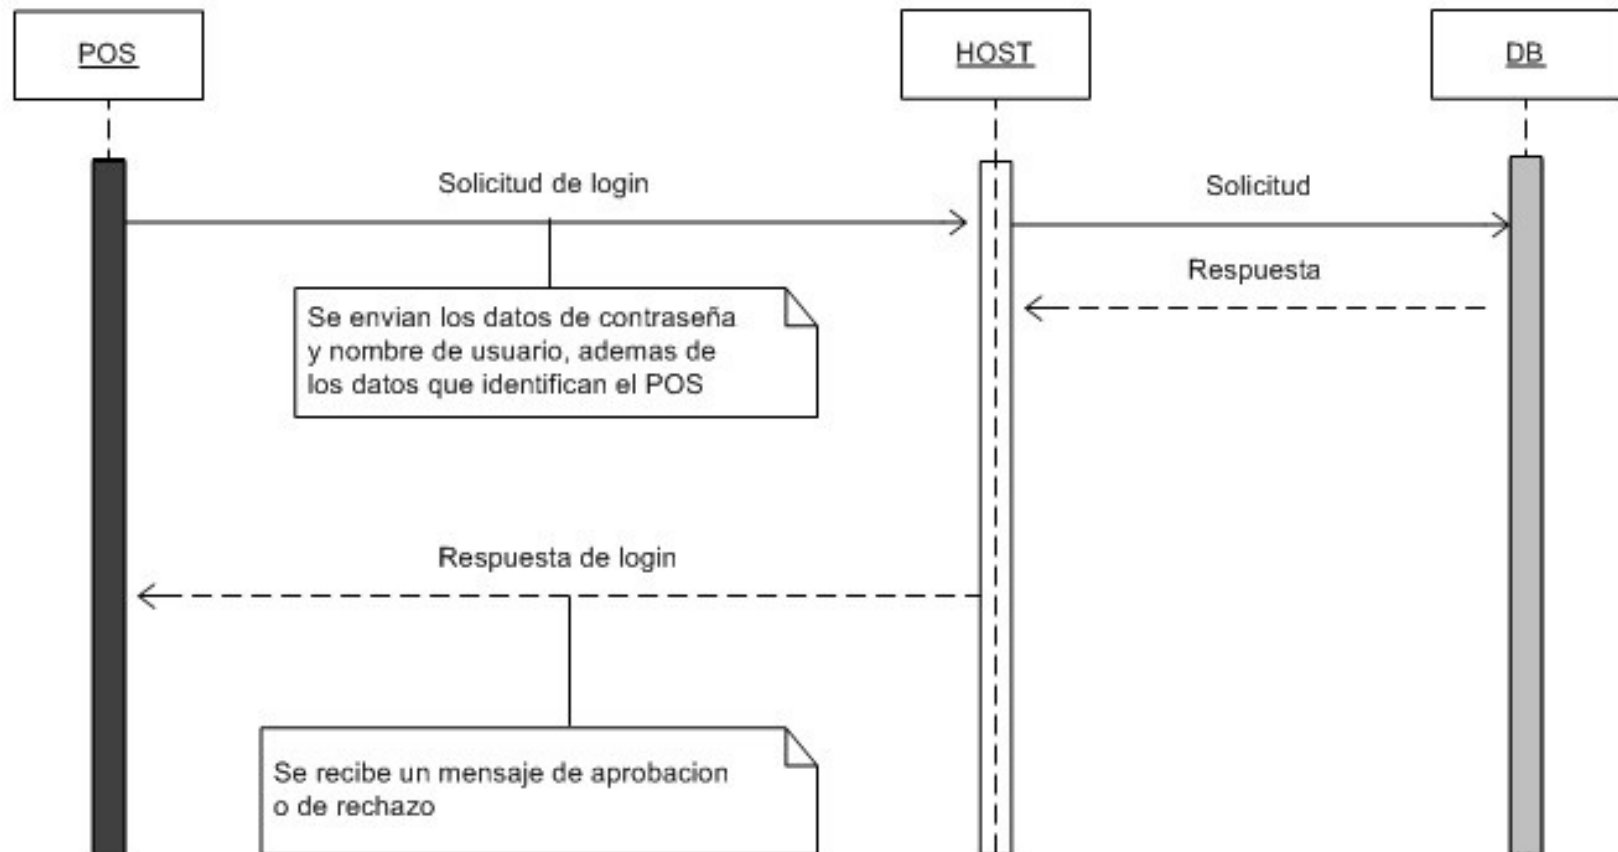 POS
HOST
DB
Solicitud de login
Solicitud
Respuesta
Se envian los datos de contraseña
y nombre de usuario, ademas de
los datos que identifican el POS
Respuesta de login
Se recibe un mensaje de aprobacion
o de rechazo